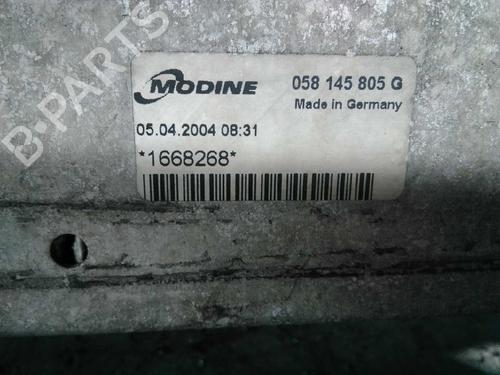 B-PARTS
MODINE
058 145 805 G
Made in Germany
05.04.2004 08:31
*1668268*